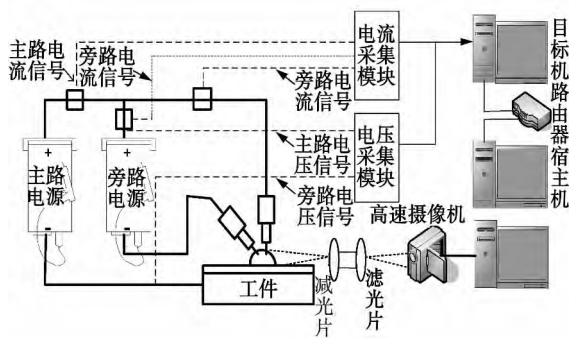 主路电
流信号
旁路电
流信号
旁路电
流信号
电流
采集
模块
主路电
压信号
旁路电
压信号
电压
采集
模块
目标机
路由器
宿主机
+
主路
电源
-
+
旁路
电源
-
高速摄像机
工件
减光片
滤光片